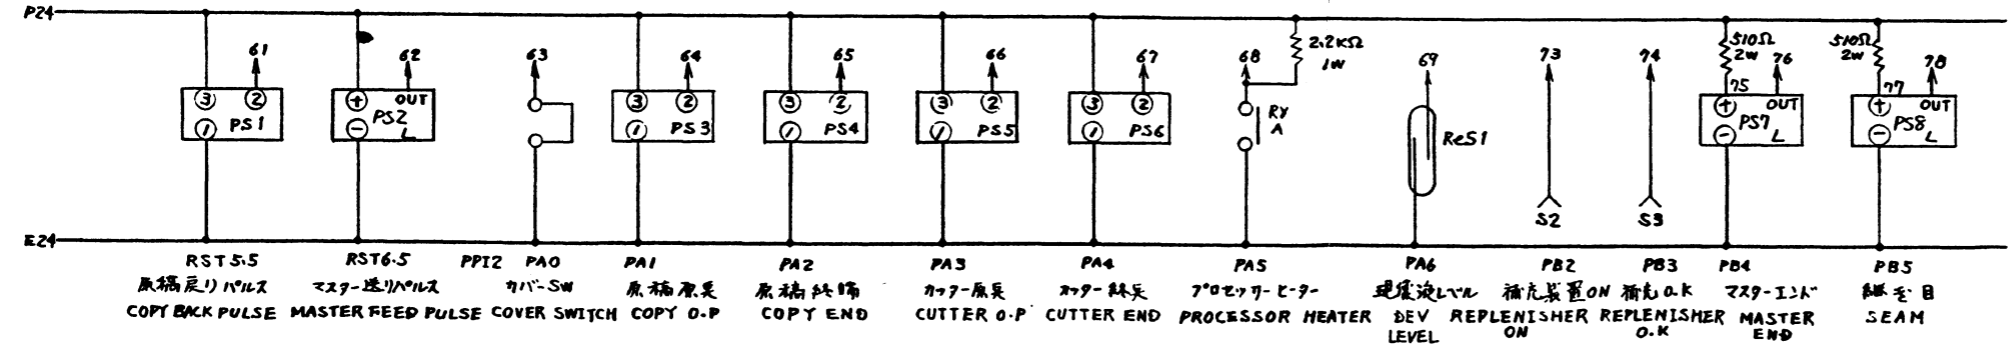 P24
61
62
63
64
65
66
67
68
2.2KΩ
1W
69
73
74
510Ω
2W
76
510Ω
2W
78
3 2
PS1
+ OUT
PS2
- L
3 2
PS3
3 2
PS4
3 2
PS5
3 2
PS6
RY
A
ReS1
S2
S3
75
+ OUT
PS7
- L
77
+ OUT
PS8
- L
E24
RST5.5 RST6.5 PPI2 PA0 PA1 PA2 PA3 PA4 PA5 PA6 PB2 PB3 PB4 PB5
原稿戻りパルス マスター送りパルス カバーSW 原稿原点 原稿終端 カッター原点 カッター終点 プロセッサーヒーター 現像液レベル 補充装置ON 補充O.K マスターエンド 継ぎ目
COPY BACK PULSE MASTER FEED PULSE COVER SWITCH COPY O.P COPY END CUTTER O.P CUTTER END PROCESSOR HEATER DEV LEVEL REPLENISHER ON REPLENISHER O.K MASTER END SEAM